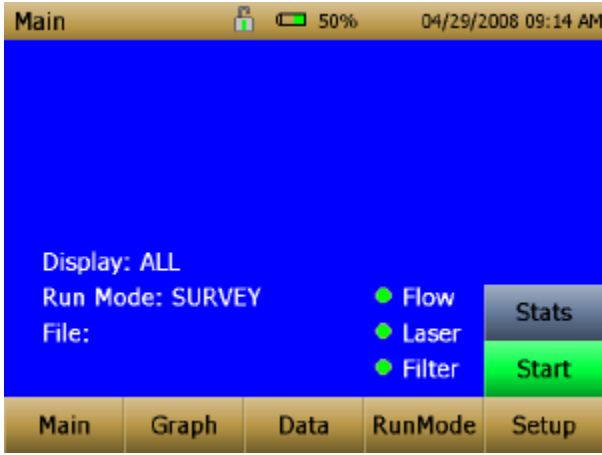 Main 50% 04/29/2008 09:14 AM
Display: ALL
Run Mode: SURVEY
File:
Flow
Laser
Filter
Stats
Start
Main Graph Data RunMode Setup